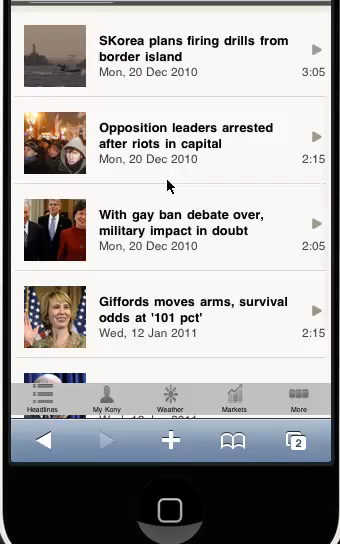 SKorea plans firing drills from
border island
Mon, 20 Dec 2010 3:05
Opposition leaders arrested
after riots in capital
Mon, 20 Dec 2010 2:15
With gay ban debate over,
military impact in doubt
Mon, 20 Dec 2010 2:05
Giffords moves arms, survival
odds at '101 pct'
Wed, 12 Jan 2011 2:15
Headlines My Kony Weather Markets More
2